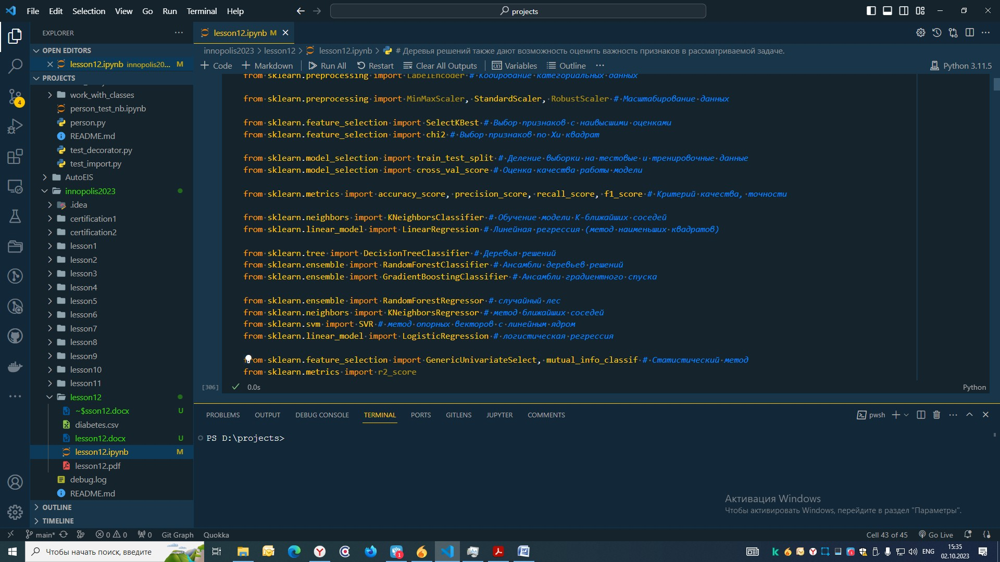 File Edit Selection View Go Run Terminal Help
projects
EXPLORER
OPEN EDITORS
lesson12.ipynb innopolis20... M
PROJECTS
work_with_classes
person_test_nb.ipynb
person.py
README.md
test_decorator.py
test_import.py
AutoEIS
innopolis2023
.idea
certification1
certification2
lesson1
lesson2
lesson3
lesson4
lesson5
lesson6
lesson7
lesson8
lesson9
lesson10
lesson11
lesson12
~$sson12.docx U
diabetes.csv
lesson12.docx U
lesson12.ipynb M
lesson12.pdf
debug.log
README.md
OUTLINE
TIMELINE
lesson12.ipynb M
innopolis2023 > lesson12 > lesson12.ipynb > # Деревья решений также дают возможность оценить важность признаков в рассматриваемой задаче.
Code Markdown Run All Restart Clear All Outputs Variables Outline ... Python 3.11.5
from sklearn.preprocessing import LabelEncoder # Кодирование категориальных данных
from sklearn.preprocessing import MinMaxScaler, StandardScaler, RobustScaler # Масштабирование данных
from sklearn.feature_selection import SelectKBest # Выбор признаков с наивысшими оценками
from sklearn.feature_selection import chi2 # Выбор признаков по Хи квадрат
from sklearn.model_selection import train_test_split # Деление выборки на тестовые и тренировочные данные
from sklearn.model_selection import cross_val_score # Оценка качества работы модели
from sklearn.metrics import accuracy_score, precision_score, recall_score, f1_score # Критерий качества, точности
from sklearn.neighbors import KNeighborsClassifier # Обучение модели К-ближайших соседей
from sklearn.linear_model import LinearRegression # Линейная регрессия (метод наименьших квадратов)
from sklearn.tree import DecisionTreeClassifier # Деревья решений
from sklearn.ensemble import RandomForestClassifier # Ансамбли деревьев решений
from sklearn.ensemble import GradientBoostingClassifier # Ансамбли градиентного спуска
from sklearn.ensemble import RandomForestRegressor # случайный лес
from sklearn.neighbors import KNeighborsRegressor # метод ближайших соседей
from sklearn.svm import SVR # метод опорных векторов с линейным ядром
from sklearn.linear_model import LogisticRegression # логистическая регрессия
from sklearn.feature_selection import GenericUnivariateSelect, mutual_info_classif # Статистический метод
from sklearn.metrics import r2_score
[306] 0.0s Python
PROBLEMS OUTPUT DEBUG CONSOLE TERMINAL PORTS GITLENS JUPYTER COMMENTS pwsh
PS D:\projects>
Активация Windows
Чтобы активировать Windows, перейдите в раздел "Параметры".
4
main* 0 0 0 Git Graph Quokka Cell 43 of 45 Go Live
Чтобы начать поиск, введите
1
ENG
15:35
02.10.2023